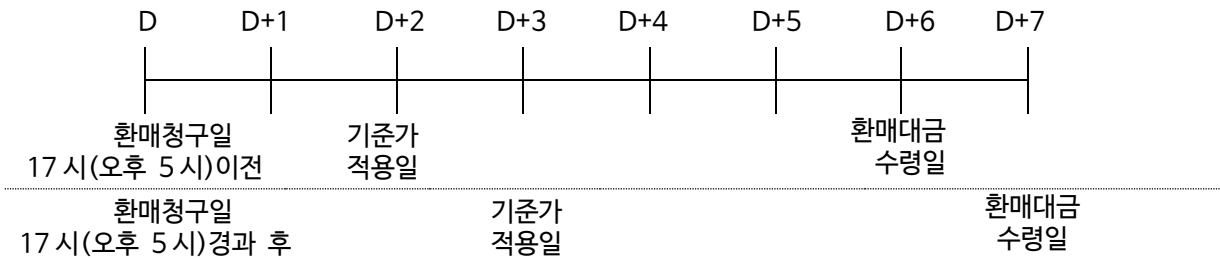 D D+1 D+2 D+3 D+4 D+5 D+6 D+7
환매청구일 기준가 환매대금
17시(오후 5시)이전 적용일 수령일
환매청구일 기준가 환매대금
17시(오후 5시)경과 후 적용일 수령일